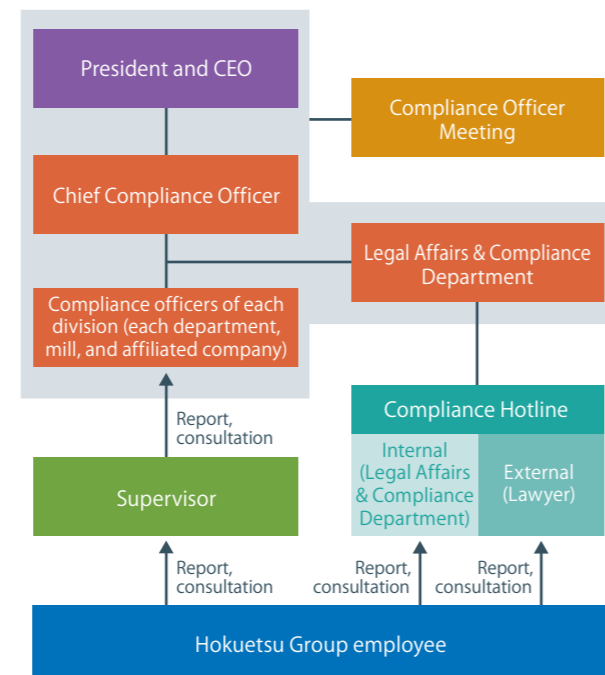 President and CEO
Compliance Officer
Meeting
Chief Compliance Officer
Legal Affairs & Compliance
Department
Compliance officers of each
division (each department,
mill, and affiliated company)
Report,
consultation
Compliance Hotline
Internal
(Legal Affairs
& Compliance
Department)
External
(Lawyer)
Supervisor
Report,
consultation
Report,
consultation
Report,
consultation
Hokuetsu Group employee